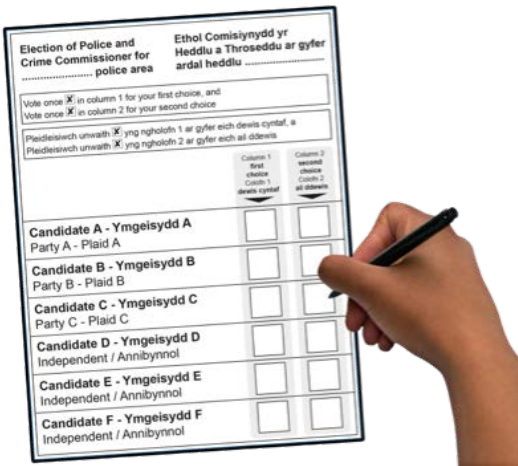 Election of Police and
Crime Commissioner for
........................ police area
Ethol Comisiynydd yr
Heddlu a Throseddu ar gyfer
ardal heddlu ........................
Vote once X in column 1 for your first choice, and
Vote once X in column 2 for your second choice
Pleidleisiwch unwaith X yng ngholofn 1 ar gyfer eich dewis cyntaf, a
Pleidleisiwch unwaith X yng ngholofn 2 ar gyfer eich ail ddewis
Column 1
first
choice
Colofn 1
dewis cyntaf
Column 2
second
choice
Colofn 2
ail ddewis
Candidate A - Ymgeisydd A
Party A - Plaid A
Candidate B - Ymgeisydd B
Party B - Plaid B
Candidate C - Ymgeisydd C
Party C - Plaid C
Candidate D - Ymgeisydd D
Independent / Annibynnol
Candidate E - Ymgeisydd E
Independent / Annibynnol
Candidate F - Ymgeisydd F
Independent / Annibynnol